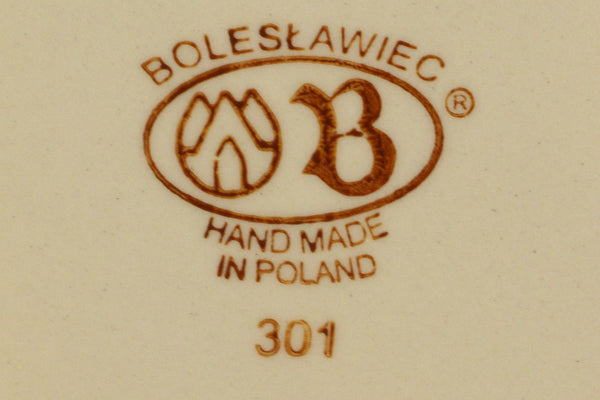 BOLESŁAWIEC
B ®
HAND MADE
IN POLAND
301